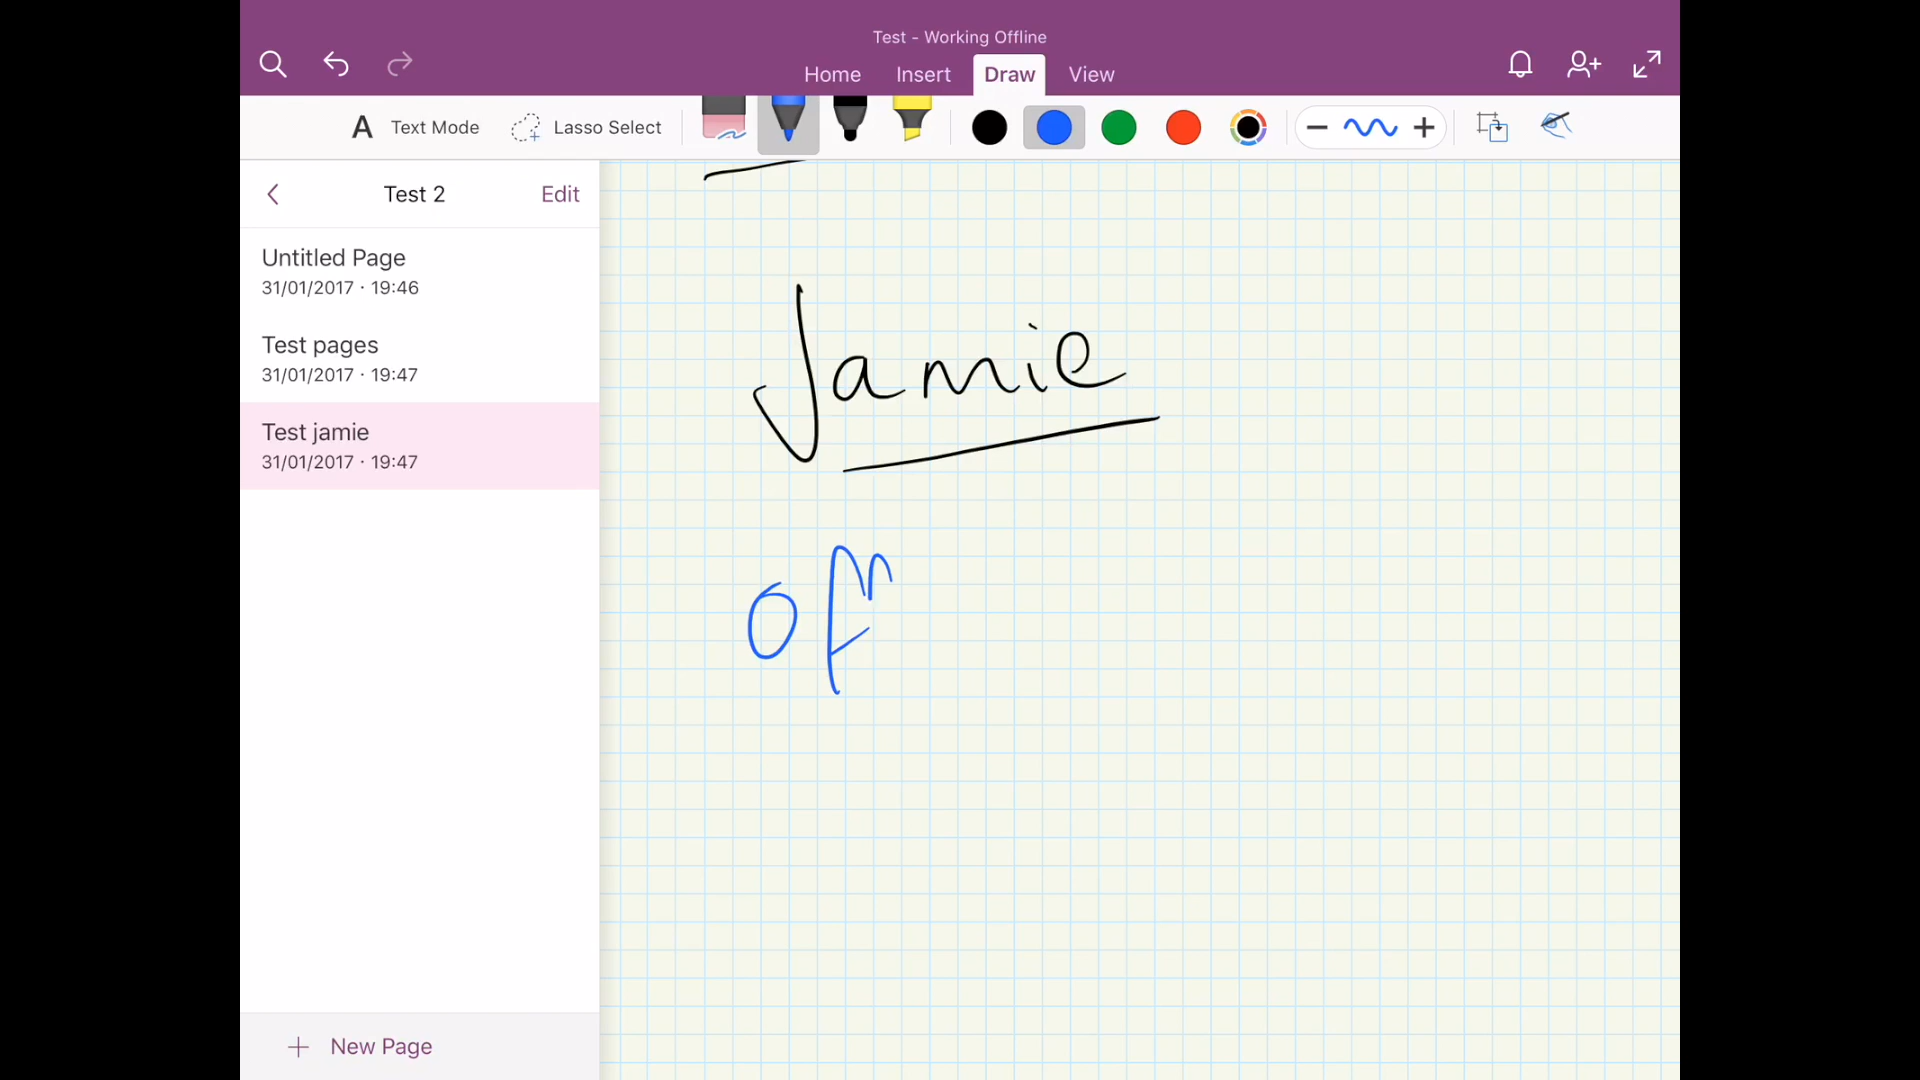 Test - Working Offline
Home Insert Draw View
A Text Mode Lasso Select
Test 2 Edit
Untitled Page
31/01/2017 · 19:46
Test pages
31/01/2017 · 19:47
Test jamie
31/01/2017 · 19:47
Jamie
New Page